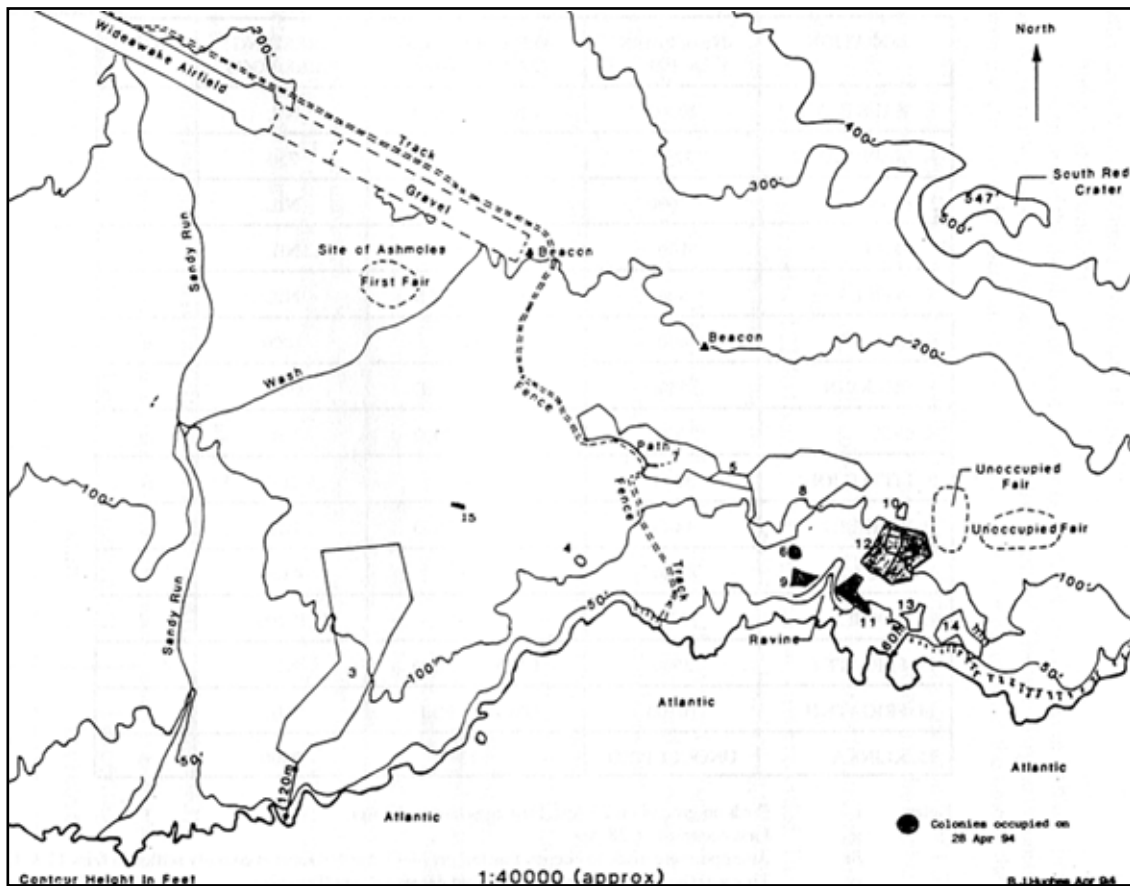 Wideawake Airfield
200'
North
Track
Gravel
400'
300'
South Red
Crater
547'
500'
Sandy Run
Site of Ashmoles
First Fair
Beacon
Beacon
200'
Wash
Fence
Path
7
5
8
Unoccupied
Fair
Unoccupied Fair
100'
15
Fence
10
12
4
6
9
Track
100'
11
13
14
Sandy Run
50'
Ravine
60m
50'
3
100'
Atlantic
Atlantic
50'
120m
Atlantic
Colonies occupied on
28 Apr 94
Contour Height In Feet
1:40000 (approx)
B.J.Hughes Apr 94